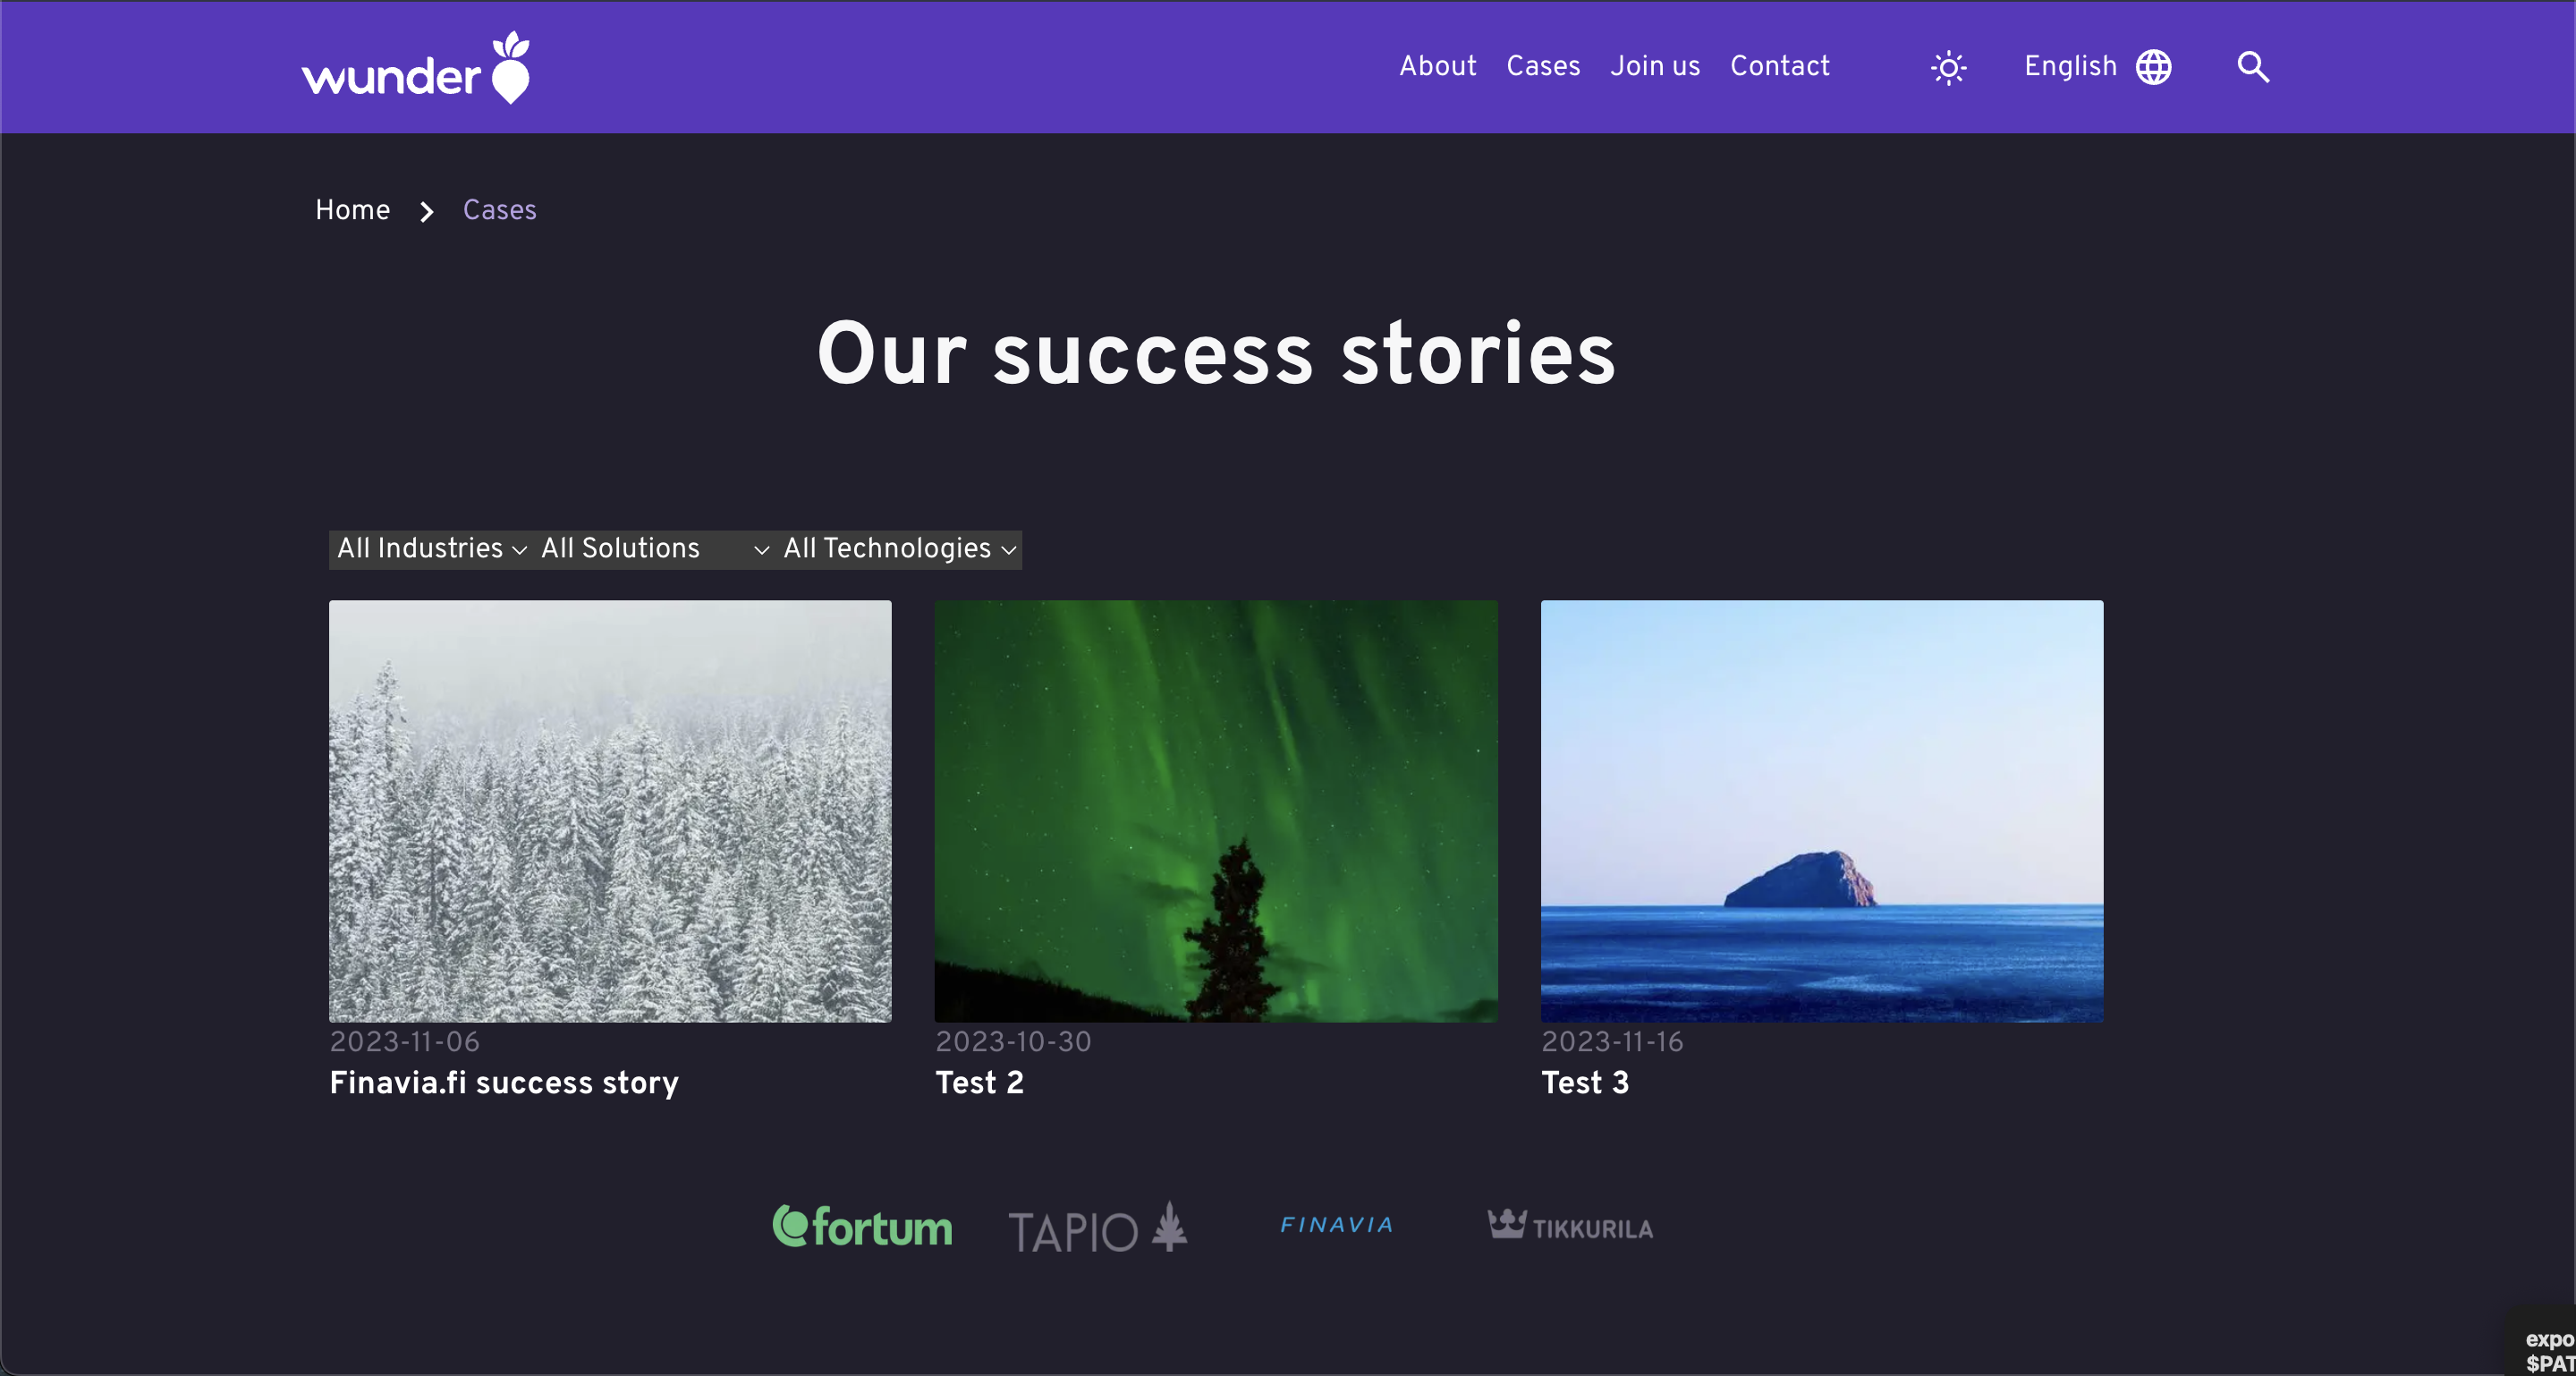 wunder
About Cases Join us Contact English
Home Cases
Our success stories
All Industries All Solutions All Technologies
2023-11-06
Finavia.fi success story
2023-10-30
Test 2
2023-11-16
Test 3
fortum TAPIO FINAVIA TIKKURILA
expo
$PAT